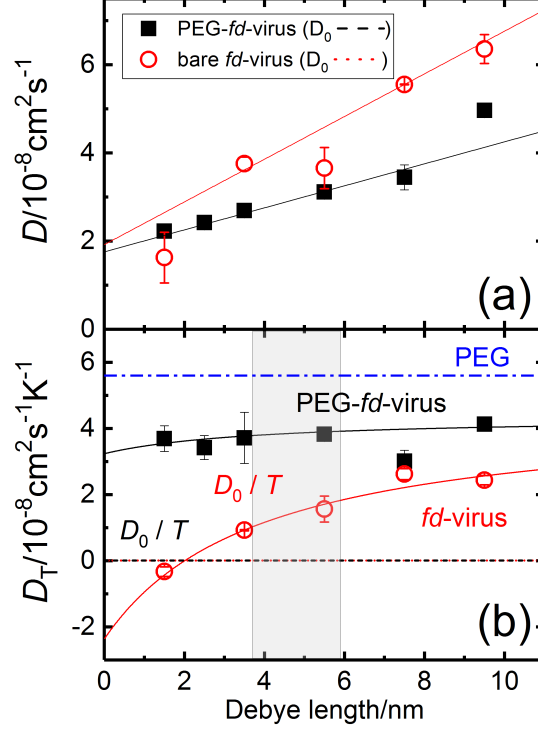 PEG-fd-virus (D₀ – – –)
bare fd-virus (D₀ · · · ·)
D/10⁻⁸cm²s⁻¹
6
4
2
0
(a)
PEG
PEG-fd-virus
D₀ / T
D₀ / T
fd-virus
D_T/10⁻⁸cm²s⁻¹K⁻¹
6
4
2
0
-2
(b)
0 2 4 6 8 10
Debye length/nm